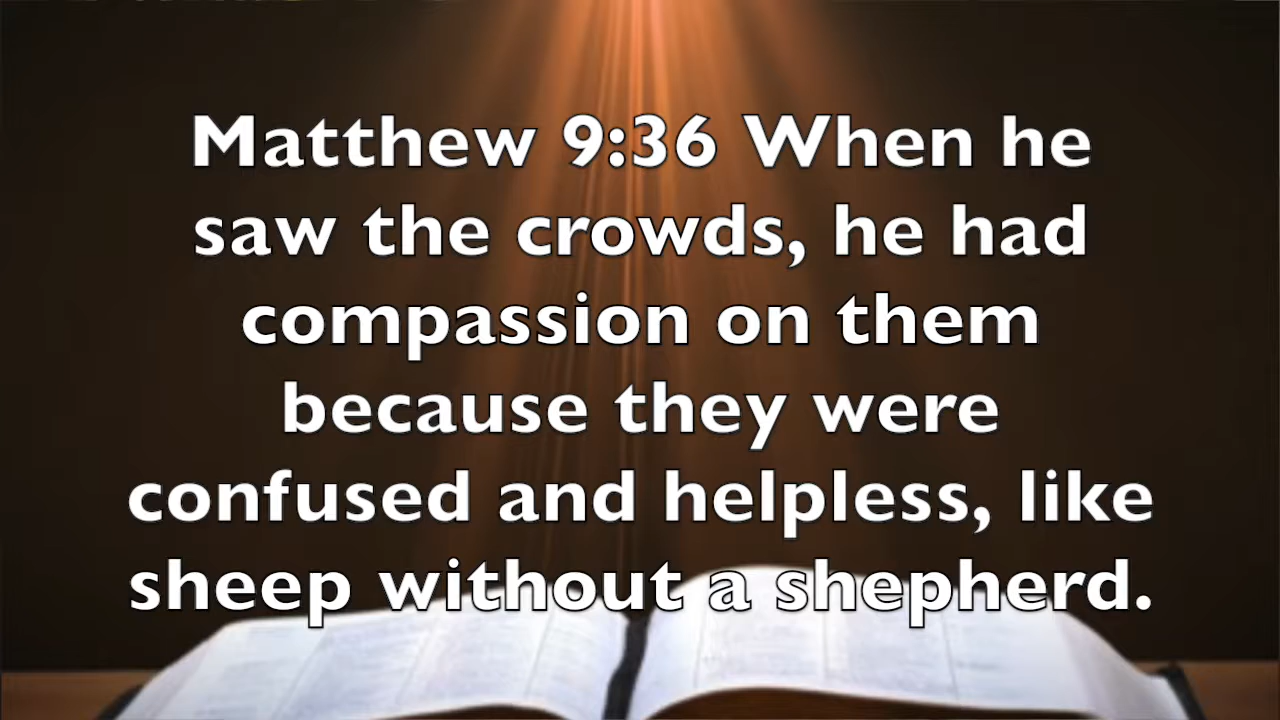 Matthew 9:36 When he
saw the crowds, he had
compassion on them
because they were
confused and helpless, like
sheep without a shepherd.